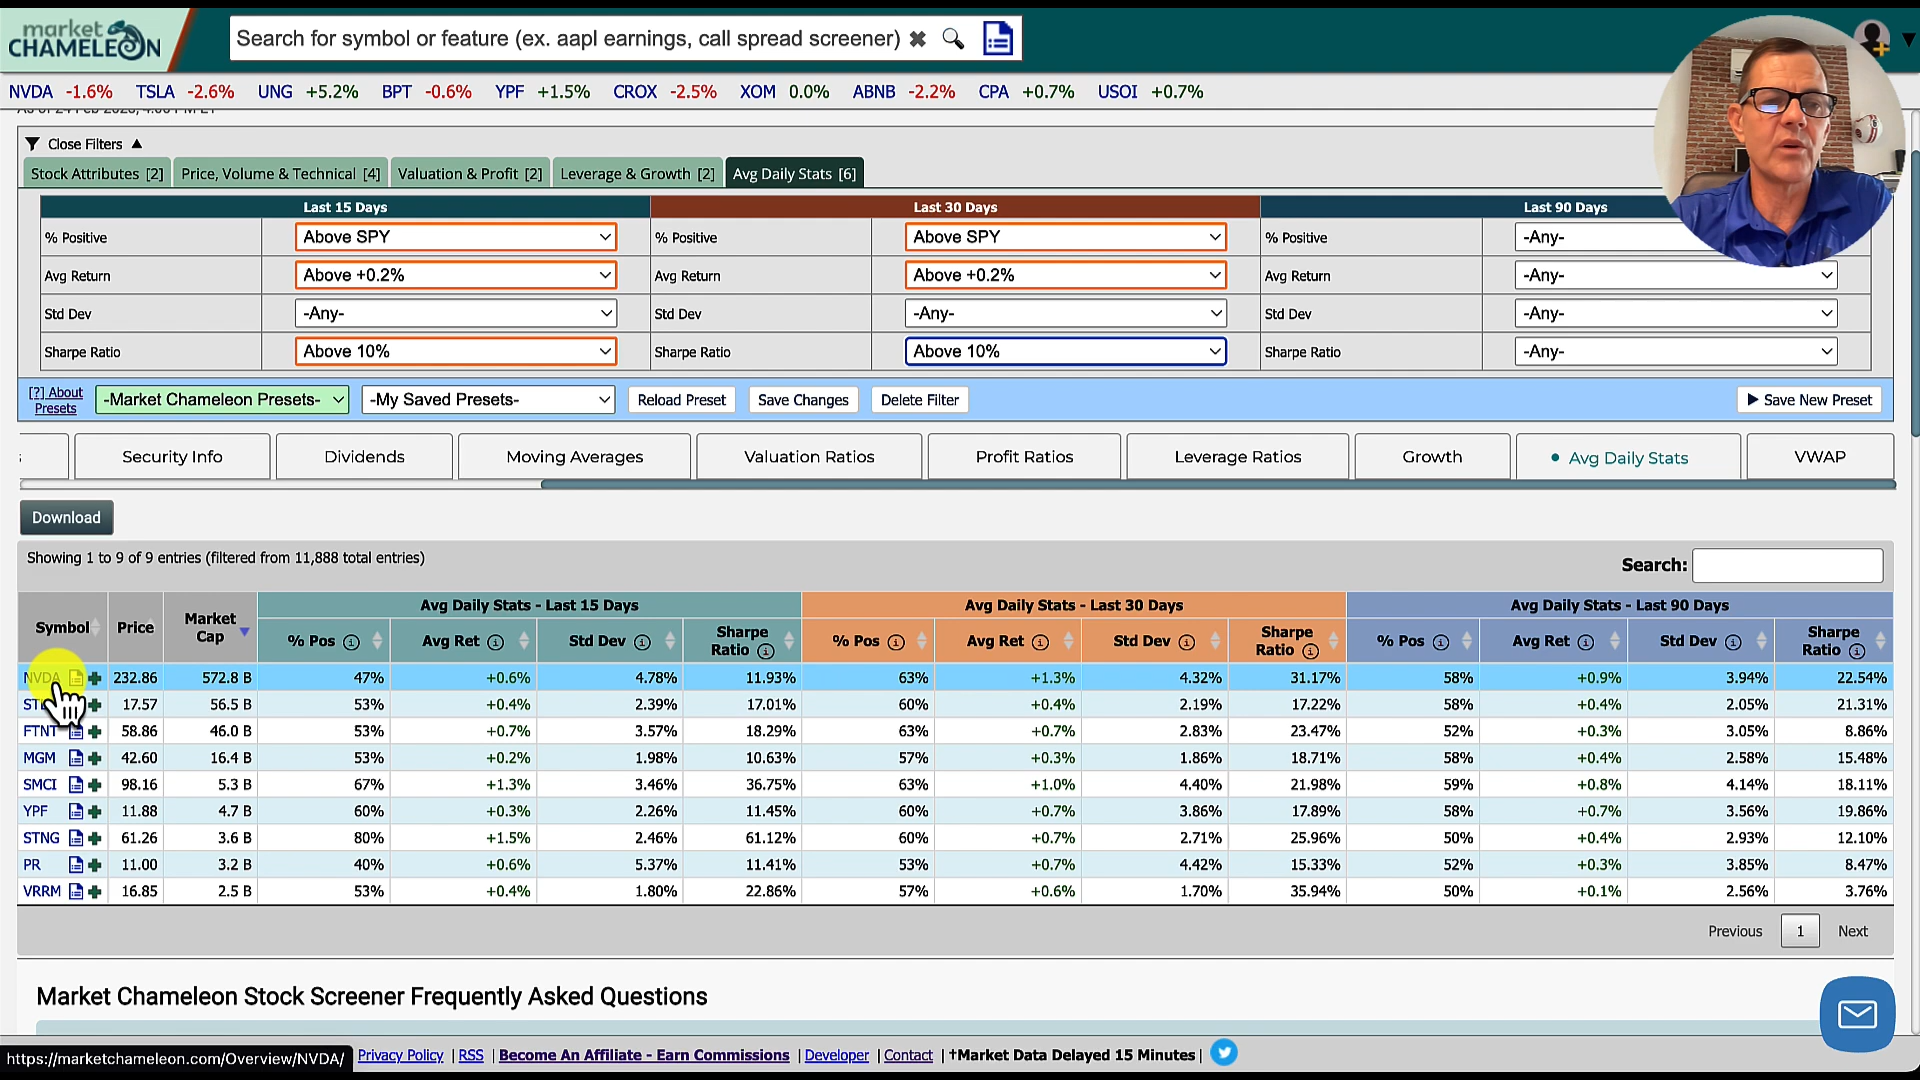 market CHAMELEON
Search for symbol or feature (ex. aapl earnings, call spread screener)
NVDA -1.6% TSLA -2.6% UNG +5.2% BPT -0.6% YPF +1.5% CROX -2.5% XOM 0.0% ABNB -2.2% CPA +0.7% USOI +0.7%
Close Filters ▲
Stock Attributes [2] Price, Volume & Technical [4] Valuation & Profit [2] Leverage & Growth [2] Avg Daily Stats [6]
Last 15 Days Last 30 Days Last 90 Days
% Positive Above SPY % Positive Above SPY % Positive -Any-
Avg Return Above +0.2% Avg Return Above +0.2% Avg Return -Any-
Std Dev -Any- Std Dev -Any- Std Dev -Any-
Sharpe Ratio Above 10% Sharpe Ratio Above 10% Sharpe Ratio -Any-
[?] About Presets -Market Chameleon Presets- -My Saved Presets- Reload Preset Save Changes Delete Filter ▶ Save New Preset
Security Info Dividends Moving Averages Valuation Ratios Profit Ratios Leverage Ratios Growth • Avg Daily Stats VWAP
Download
Showing 1 to 9 of 9 entries (filtered from 11,888 total entries) Search:
Avg Daily Stats - Last 15 Days Avg Daily Stats - Last 30 Days Avg Daily Stats - Last 90 Days
Symbol Price Market Cap % Pos Avg Ret Std Dev Sharpe Ratio % Pos Avg Ret Std Dev Sharpe Ratio % Pos Avg Ret Std Dev Sharpe Ratio
NVDA 232.86 572.8 B 47% +0.6% 4.78% 11.93% 63% +1.3% 4.32% 31.17% 58% +0.9% 3.94% 22.54%
17.57 56.5 B 53% +0.4% 2.39% 17.01% 60% +0.4% 2.19% 17.22% 58% +0.4% 2.05% 21.31%
FTNT 58.86 46.0 B 53% +0.7% 3.57% 18.29% 63% +0.7% 2.83% 23.47% 52% +0.3% 3.05% 8.86%
MGM 42.60 16.4 B 53% +0.2% 1.98% 10.63% 57% +0.3% 1.86% 18.71% 58% +0.4% 2.58% 15.48%
SMCI 98.16 5.3 B 67% +1.3% 3.46% 36.75% 63% +1.0% 4.40% 21.98% 59% +0.8% 4.14% 18.11%
YPF 11.88 4.7 B 60% +0.3% 2.26% 11.45% 60% +0.7% 3.86% 17.89% 58% +0.7% 3.56% 19.86%
STNG 61.26 3.6 B 80% +1.5% 2.46% 61.12% 60% +0.7% 2.71% 25.96% 50% +0.4% 2.93% 12.10%
PR 11.00 3.2 B 40% +0.6% 5.37% 11.41% 53% +0.7% 4.42% 15.33% 52% +0.3% 3.85% 8.47%
VRRM 16.85 2.5 B 53% +0.4% 1.80% 22.86% 57% +0.6% 1.70% 35.94% 50% +0.1% 2.56% 3.76%
Previous 1 Next
Market Chameleon Stock Screener Frequently Asked Questions
https://marketchameleon.com/Overview/NVDA/ Privacy Policy | RSS | Become An Affiliate - Earn Commissions | Developer | Contact | †Market Data Delayed 15 Minutes |